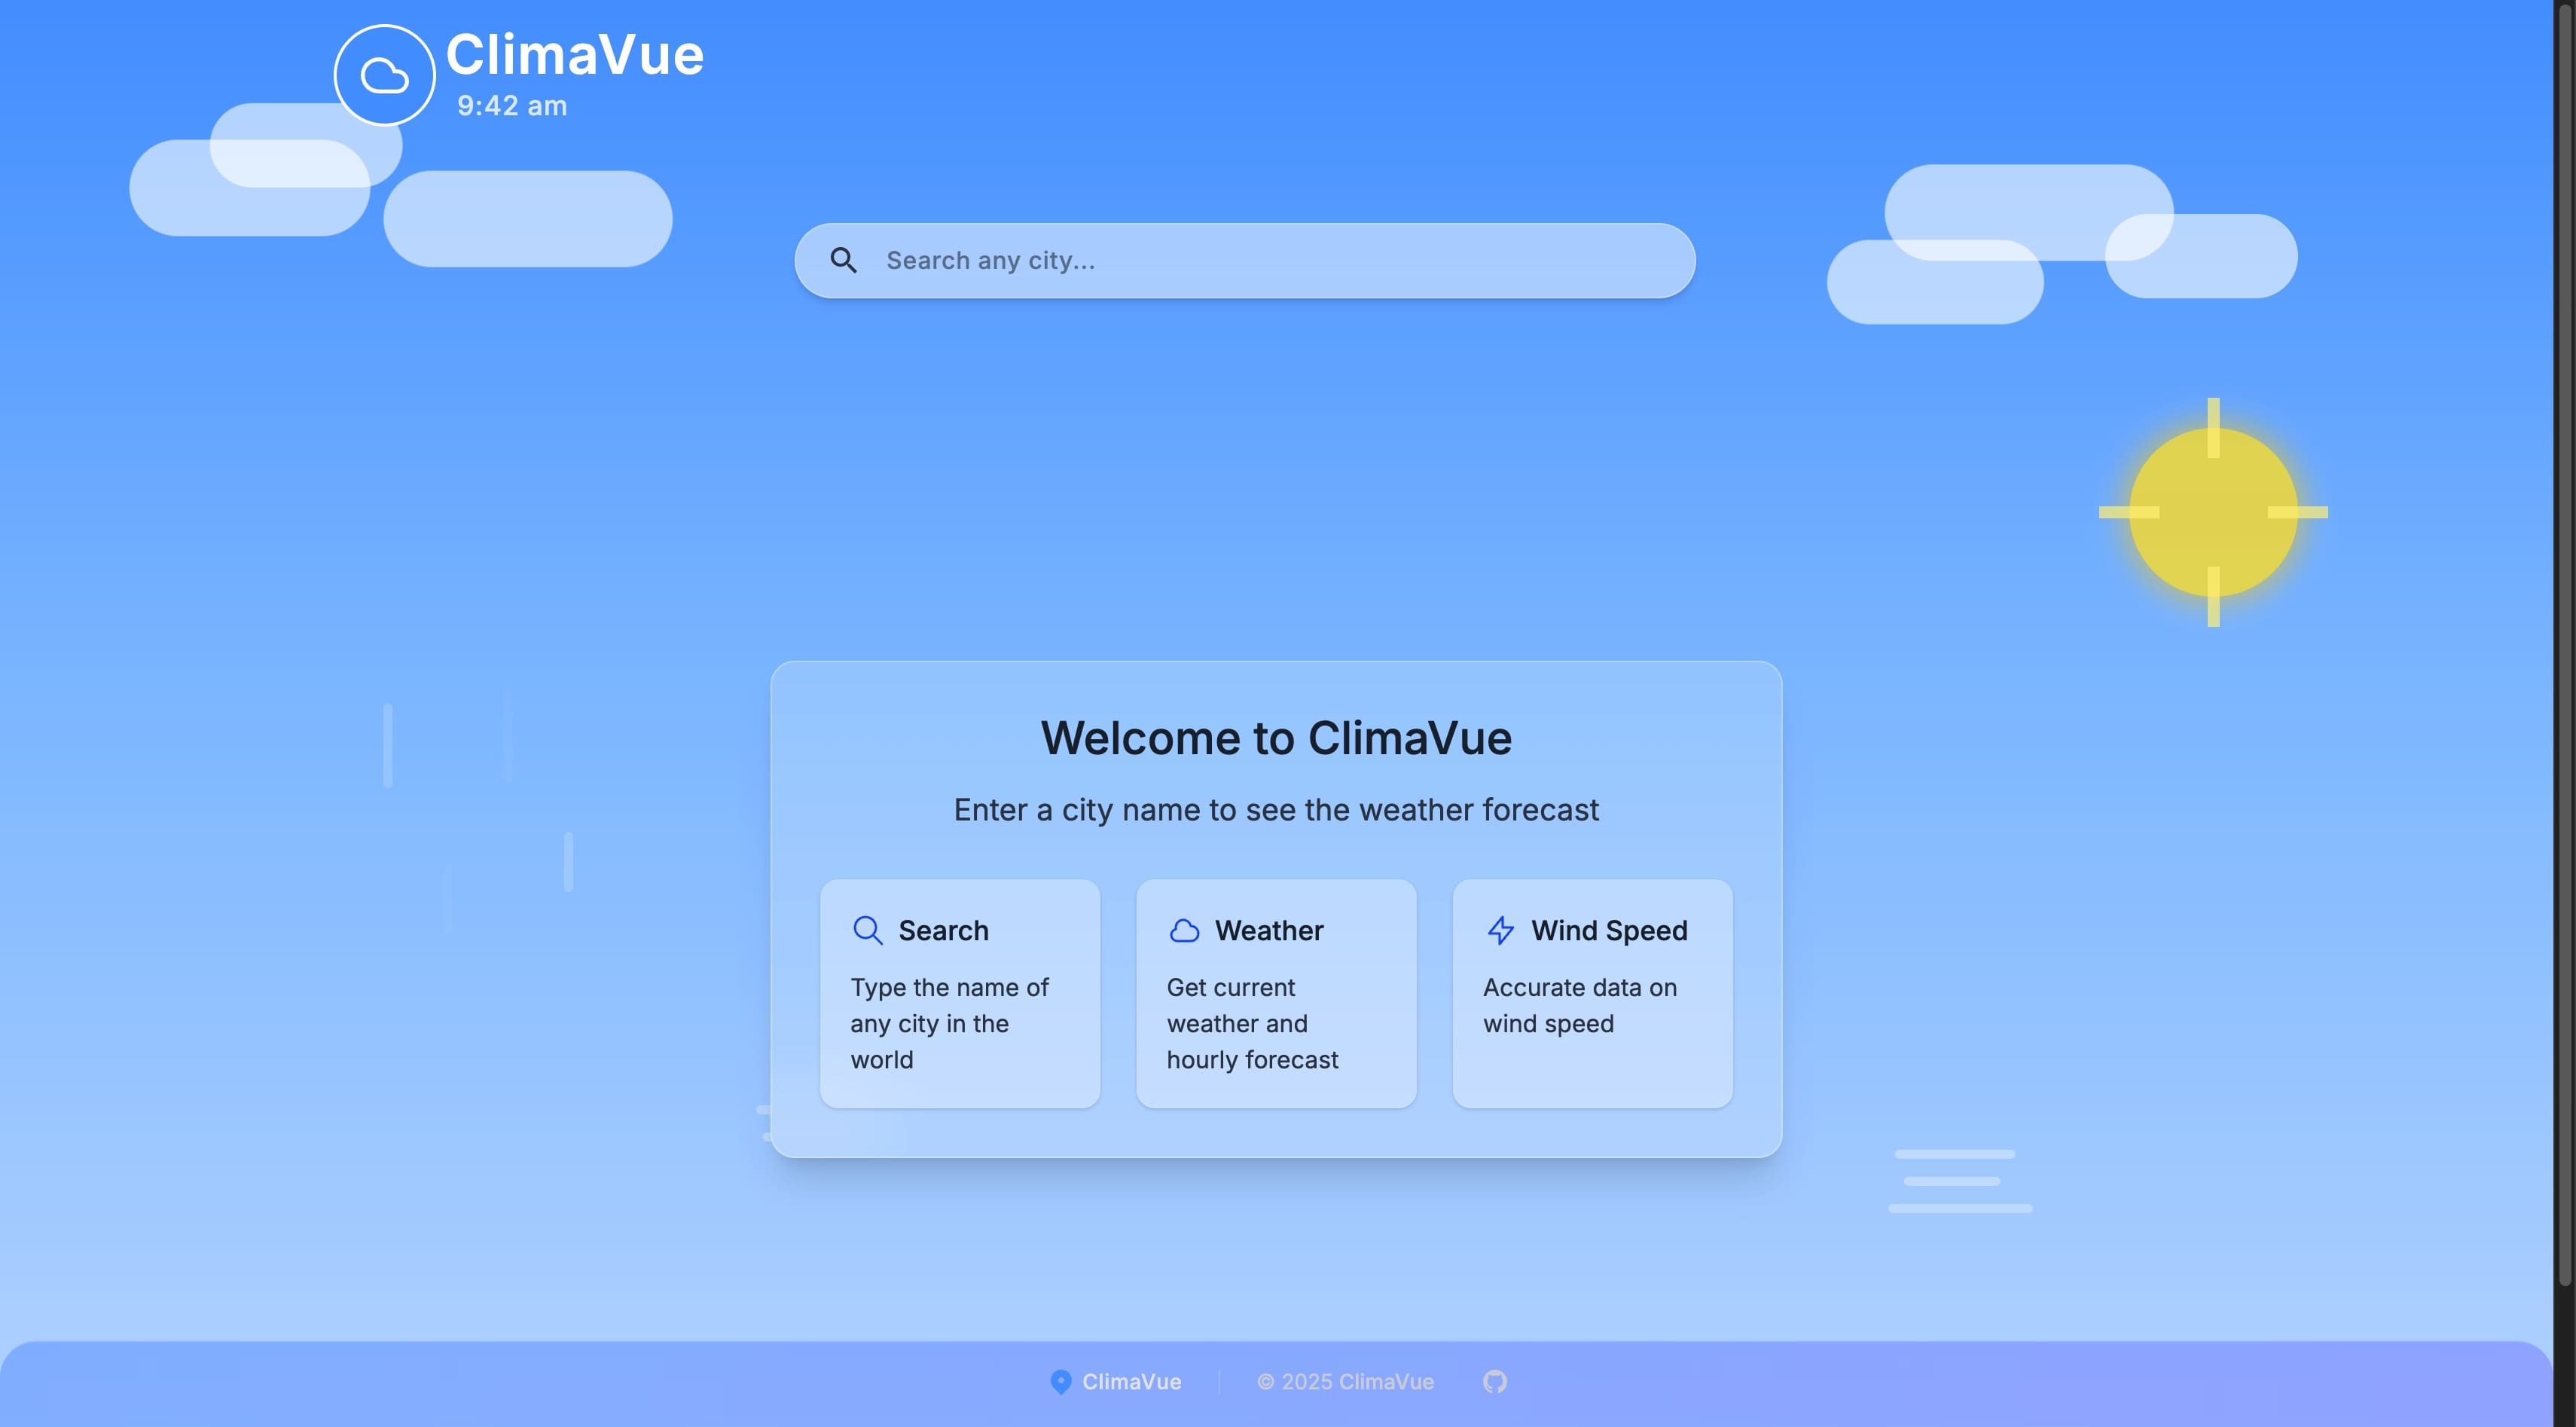 ClimaVue
9:42 am
Search any city...
Welcome to ClimaVue
Enter a city name to see the weather forecast
Search
Type the name of
any city in the
world
Weather
Get current
weather and
hourly forecast
Wind Speed
Accurate data on
wind speed
ClimaVue
© 2025 ClimaVue